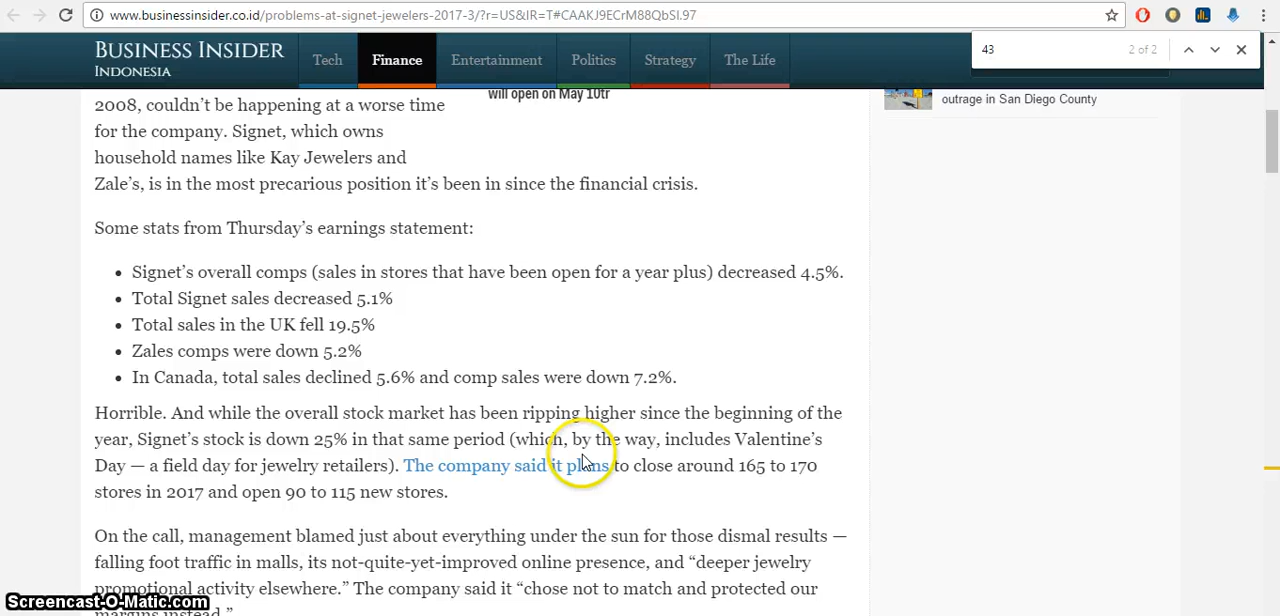 www.businessinsider.co.id/problems-at-signet-jewelers-2017-3/?r=US&IR=T#CAAKJ9ECrM88QbSI.97
43
2 of 2
BUSINESS INSIDER
INDONESIA
Tech
Finance
Entertainment
Politics
Strategy
The Life
will open on May 10tr
outrage in San Diego County
2008, couldn’t be happening at a worse time
for the company. Signet, which owns
household names like Kay Jewelers and
Zale’s, is in the most precarious position it’s been in since the financial crisis.
Some stats from Thursday’s earnings statement:
• Signet’s overall comps (sales in stores that have been open for a year plus) decreased 4.5%.
• Total Signet sales decreased 5.1%
• Total sales in the UK fell 19.5%
• Zales comps were down 5.2%
• In Canada, total sales declined 5.6% and comp sales were down 7.2%.
Horrible. And while the overall stock market has been ripping higher since the beginning of the
year, Signet’s stock is down 25% in that same period (which, by the way, includes Valentine’s
Day — a field day for jewelry retailers). The company said it plans to close around 165 to 170
stores in 2017 and open 90 to 115 new stores.
On the call, management blamed just about everything under the sun for those dismal results —
falling foot traffic in malls, its not-quite-yet-improved online presence, and “deeper jewelry
promotional activity elsewhere.” The company said it “chose not to match and protected our
margins instead.”
Screencast-O-Matic.com